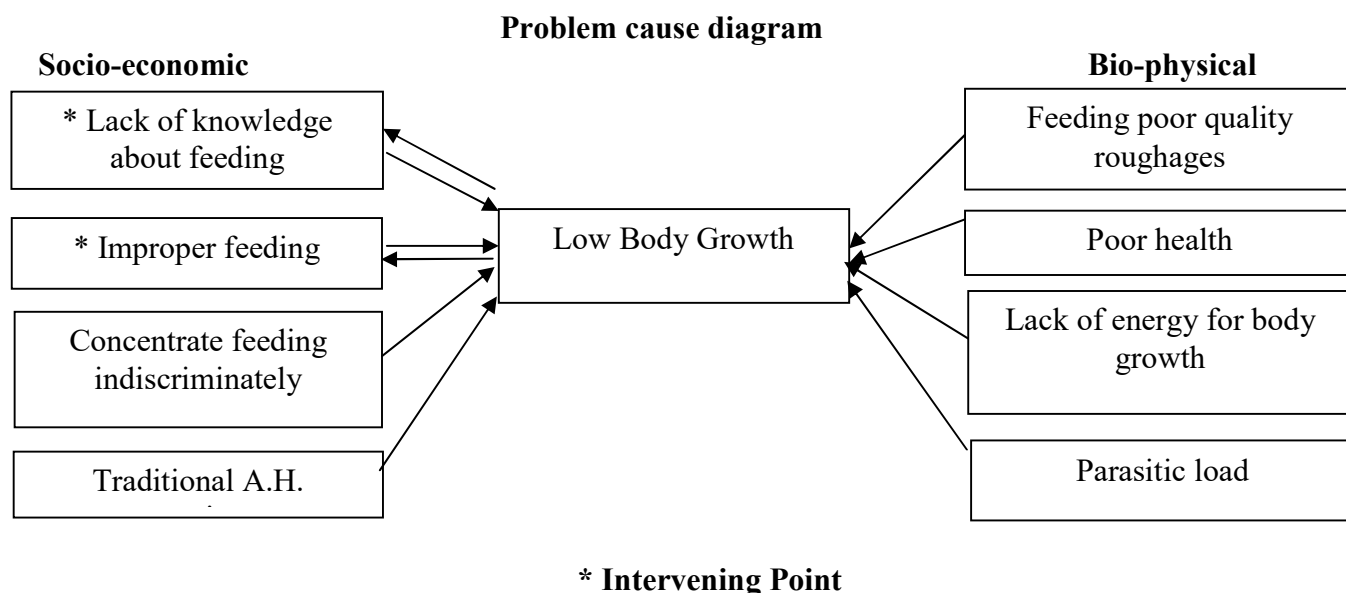 Problem cause diagram
Socio-economic
Bio-physical
* Lack of knowledge
about feeding
* Improper feeding
Concentrate feeding
indiscriminately
Traditional A.H.
Low Body Growth
Feeding poor quality
roughages
Poor health
Lack of energy for body
growth
Parasitic load
* Intervening Point